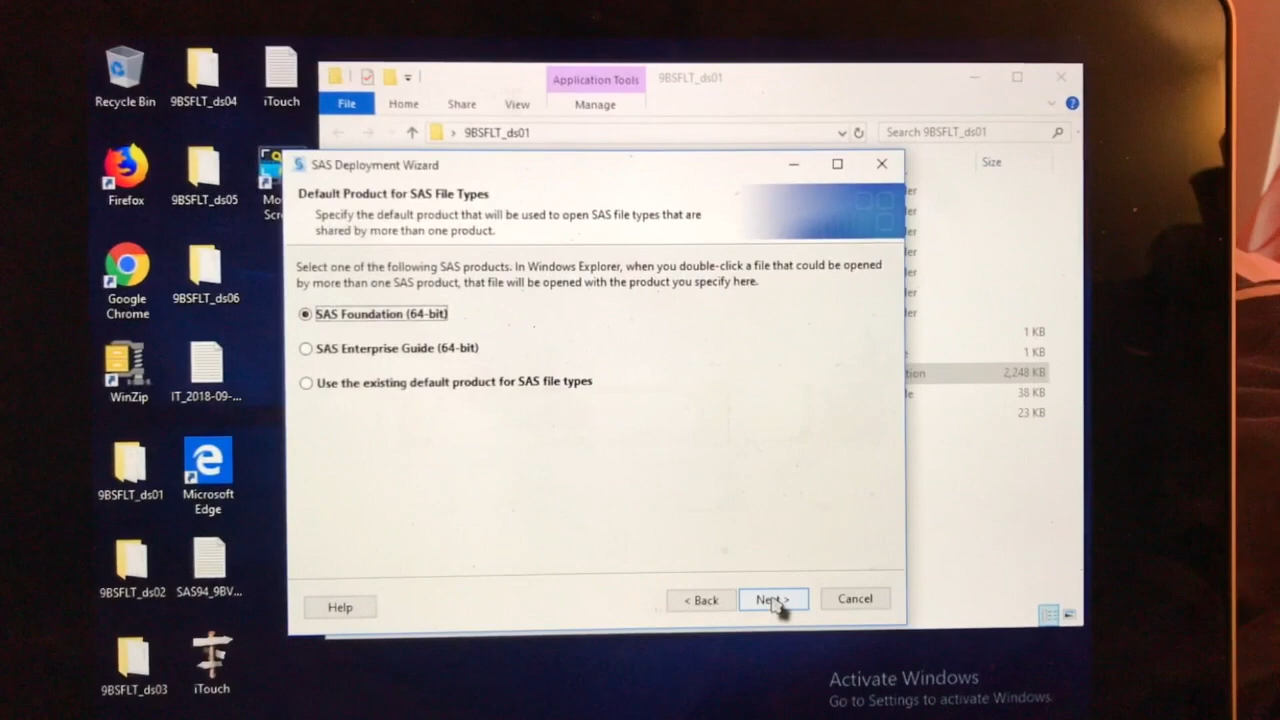 Recycle Bin
9BSFLT_ds04
iTouch
Firefox
9BSFLT_ds05
Google
Chrome
9BSFLT_ds06
WinZip
IT_2018-09-...
9BSFLT_ds01
Microsoft
Edge
9BSFLT_ds02
SAS94_9BV...
9BSFLT_ds03
iTouch
Application Tools
9BSFLT_ds01
File
Home
Share
View
Manage
9BSFLT_ds01
Search 9BSFLT_ds01
Size
1 KB
1 KB
2,248 KB
38 KB
23 KB
SAS Deployment Wizard
Default Product for SAS File Types
Specify the default product that will be used to open SAS file types that are
shared by more than one product.
Select one of the following SAS products. In Windows Explorer, when you double-click a file that could be opened
by more than one SAS product, that file will be opened with the product you specify here.
SAS Foundation (64-bit)
SAS Enterprise Guide (64-bit)
Use the existing default product for SAS file types
Help
< Back
Next >
Cancel
Activate Windows
Go to Settings to activate Windows.